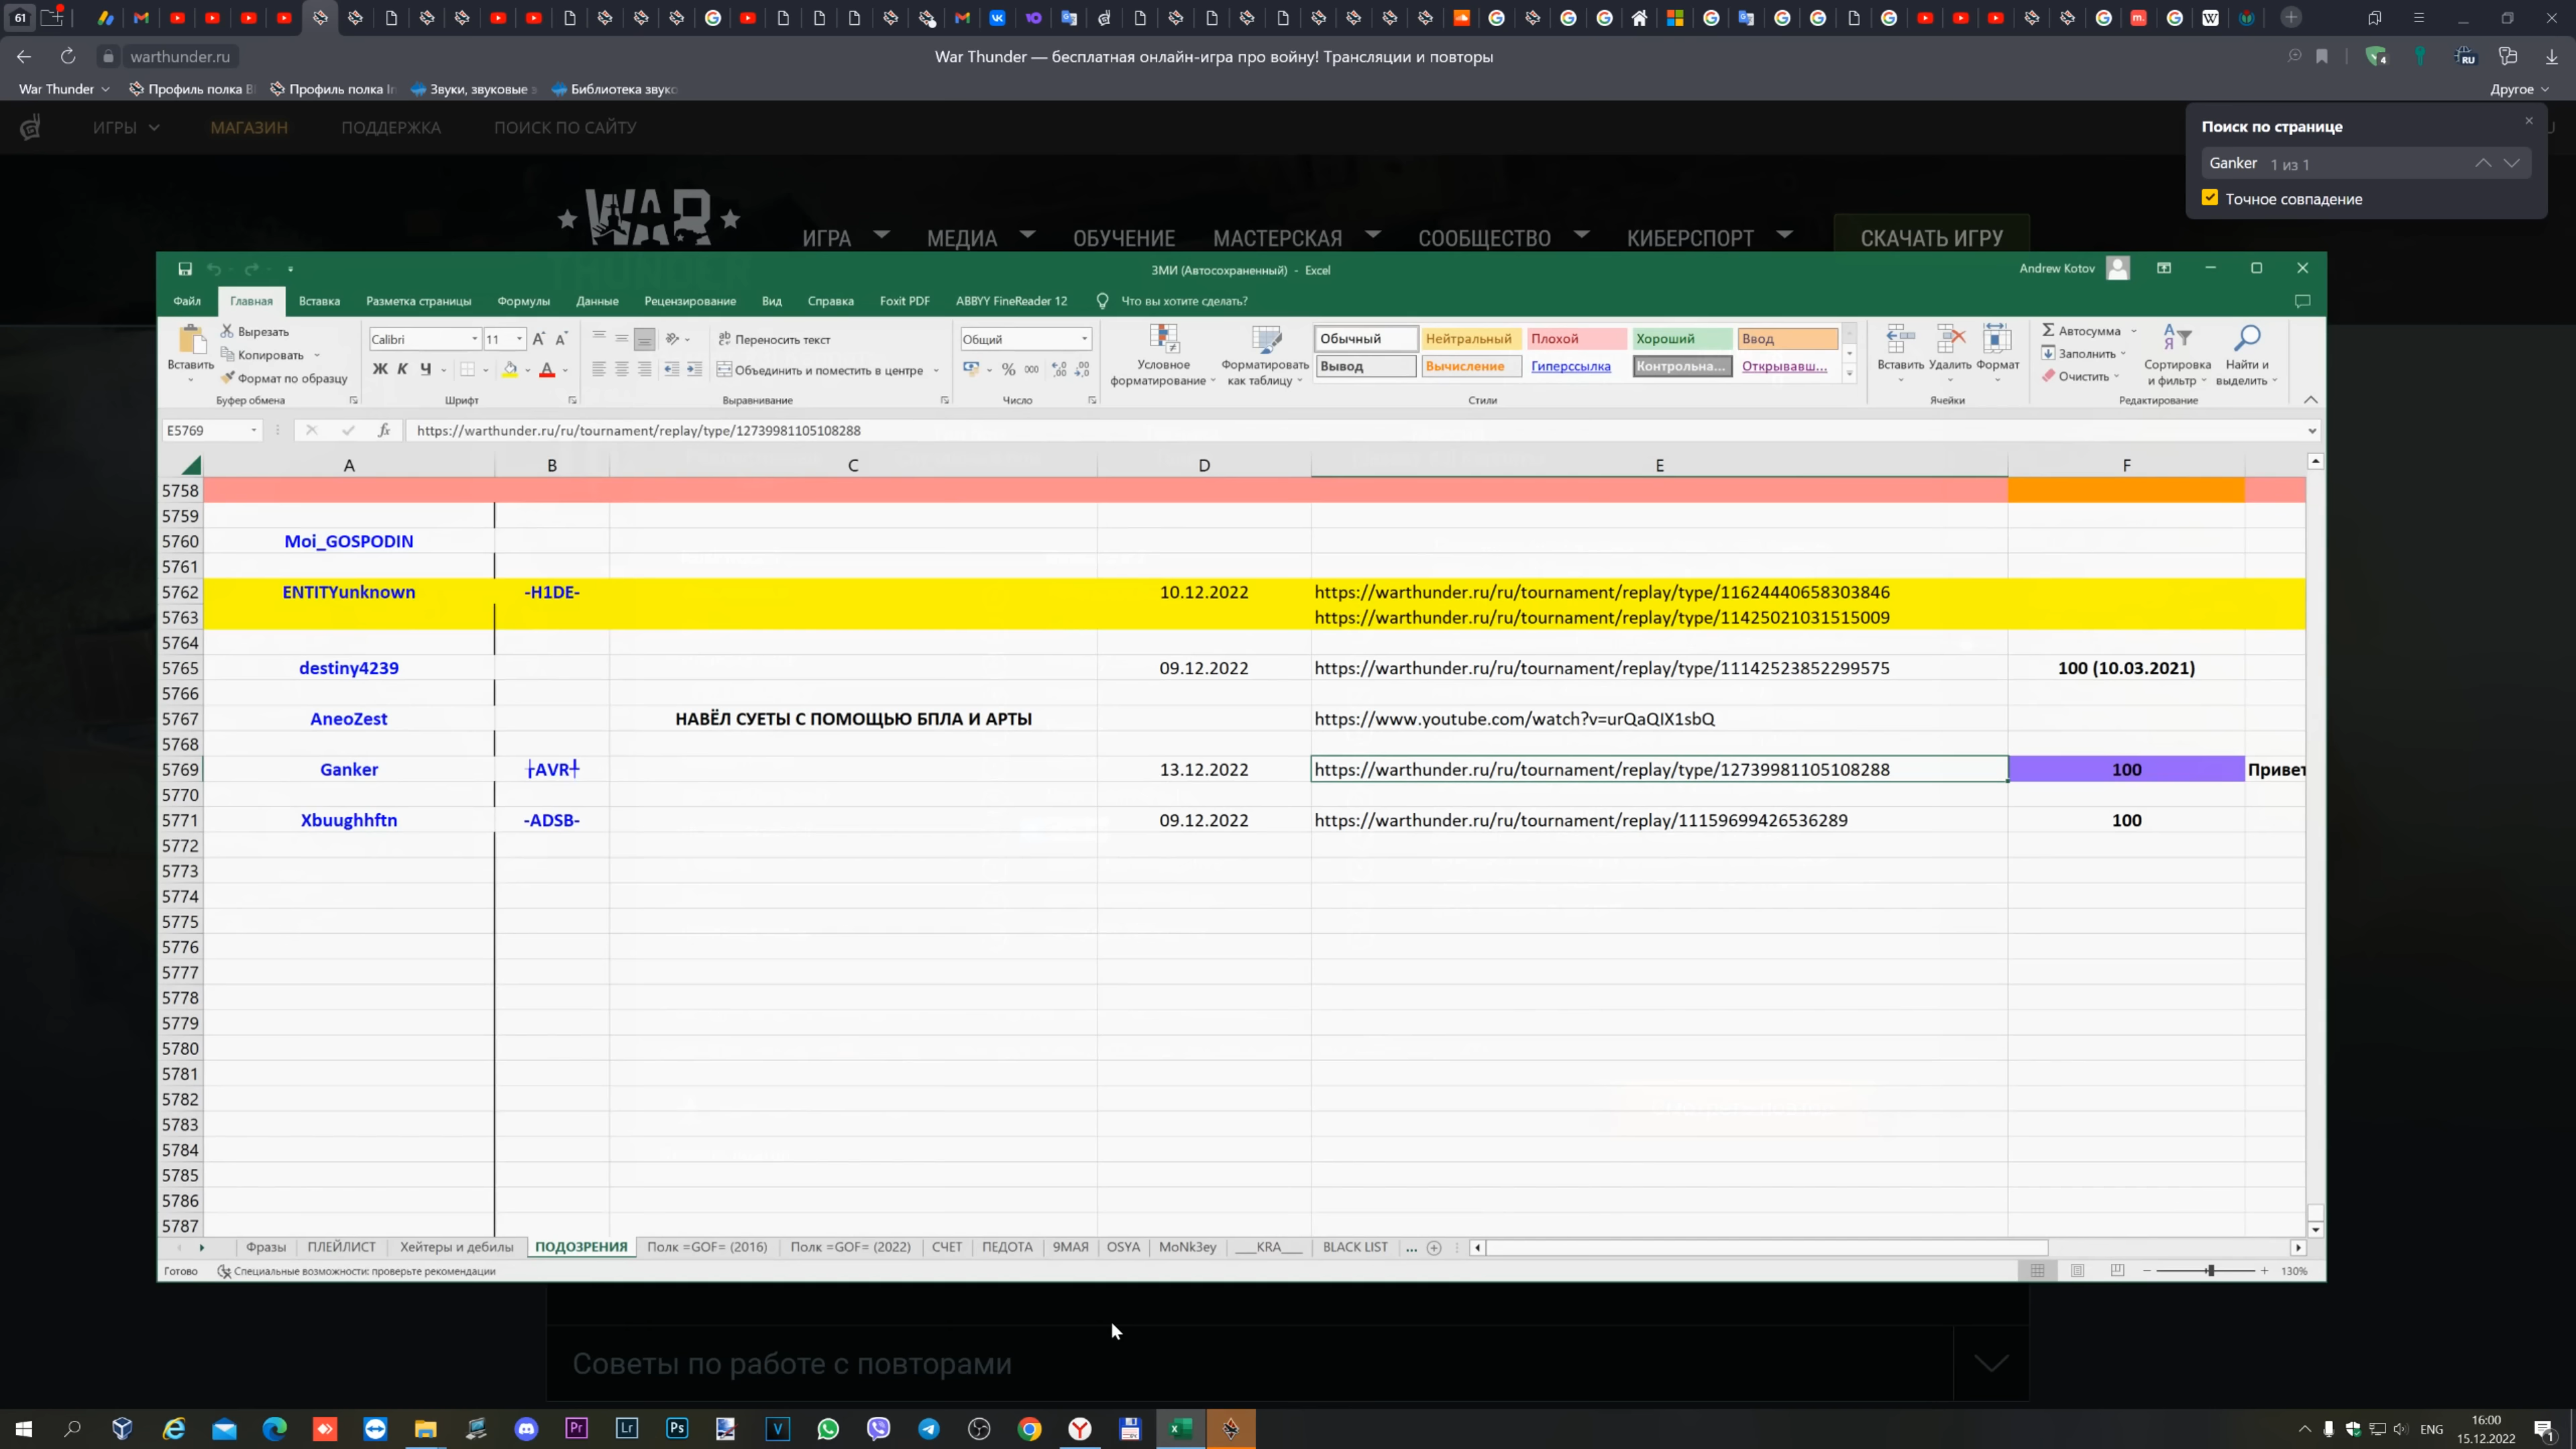 61
warthunder.ru
War Thunder — бесплатная онлайн-игра про войну! Трансляции и повторы
4
RU
War Thunder
Профиль полка
Профиль полка
Звуки, звуковые
Библиотека
Другое
ИГРЫ
МАГАЗИН
ПОДДЕРЖКА
ПОИСК ПО САЙТУ
Поиск по странице
Ganker 1 из 1
Точное совпадение
WAR
ИГРА
МЕДИА
ОБУЧЕНИЕ
МАСТЕРСКАЯ
СООБЩЕСТВО
КИБЕРСПОРТ
СКАЧАТЬ ИГРУ
ЗМИ (Автосохраненный) - Excel
Andrew Kotov
Файл Главная Вставка Разметка страницы Формулы Данные Рецензирование Вид Справка Foxit PDF ABBYY FineReader 12 Что вы хотите сделать?
Вставить
Вырезать
Копировать
Формат по образцу
Буфер обмена
Calibri 11
Ж К Ч
Шрифт
Переносить текст
Объединить и поместить в центре
Выравнивание
Общий
% 000
Число
Условное форматирование
Форматировать как таблицу
Обычный Нейтральный Плохой Хороший Ввод
Вывод Вычисление Гиперссылка Контрольна... Открывавш...
Стили
Вставить Удалить Формат
Ячейки
Автосумма
Заполнить
Очистить
Сортировка и фильтр
Найти и выделить
Редактирование
E5769 fx https://warthunder.ru/ru/tournament/replay/type/12739981105108288
A B C D E F
5758
5759
5760 Moi_GOSPODIN
5761
5762 ENTITYunknown -H1DE- 10.12.2022 https://warthunder.ru/ru/tournament/replay/type/11624440658303846
5763 https://warthunder.ru/ru/tournament/replay/type/11425021031515009
5764
5765 destiny4239 09.12.2022 https://warthunder.ru/ru/tournament/replay/type/11142523852299575 100 (10.03.2021)
5766
5767 AneoZest НАВЁЛ СУЕТЫ С ПОМОЩЬЮ БПЛА И АРТЫ https://www.youtube.com/watch?v=urQaQIX1sbQ
5768
5769 Ganker ┟AVR╃ 13.12.2022 https://warthunder.ru/ru/tournament/replay/type/12739981105108288 100 Привет
5770
5771 Xbuughhftn -ADSB- 09.12.2022 https://warthunder.ru/ru/tournament/replay/11159699426536289 100
5772
5773
5774
5775
5776
5777
5778
5779
5780
5781
5782
5783
5784
5785
5786
5787
Фразы ПЛЕЙЛИСТ Хейтеры и дебилы ПОДОЗРЕНИЯ Полк =GOF= (2016) Полк =GOF= (2022) СЧЕТ ПЕДОТА 9МАЯ OSYA MoNk3ey ___KRA___ BLACK LIST ...
Готово Специальные возможности: проверьте рекомендации 130%
Советы по работе с повторами
ENG
16:00
15.12.2022
1